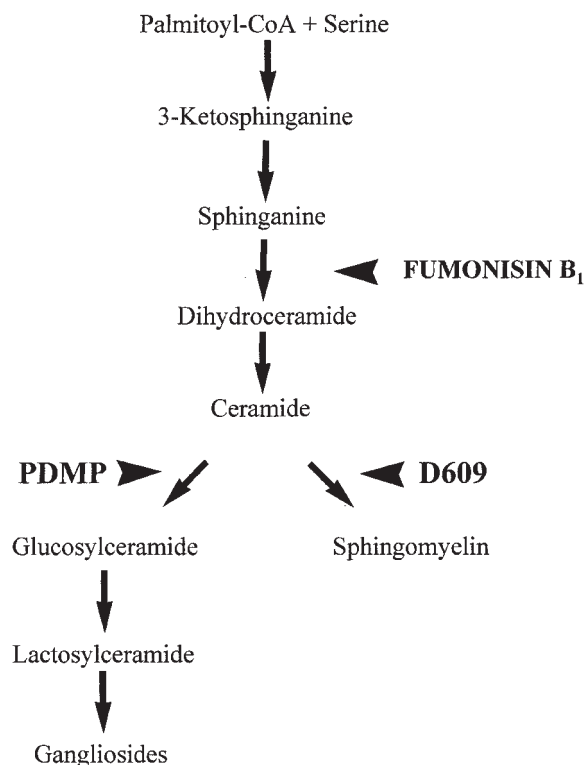 Palmitoyl-CoA + Serine
3-Ketosphinganine
Sphinganine
FUMONISIN B₁
Dihydroceramide
Ceramide
PDMP
D609
Glucosylceramide
Sphingomyelin
Lactosylceramide
Gangliosides